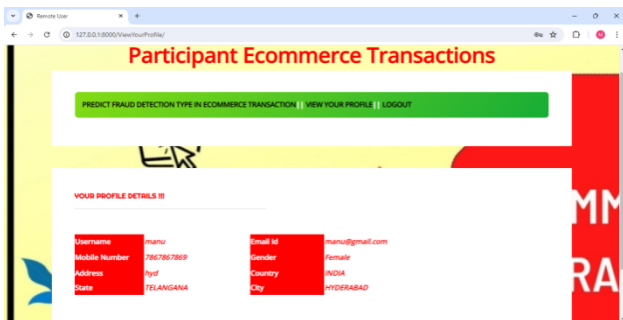 Remote User
127.0.0.1:8000/ViewYourProfile/
Participant Ecommerce Transactions
PREDICT FRAUD DETECTION TYPE IN ECOMMERCE TRANSACTION || VIEW YOUR PROFILE || LOGOUT
YOUR PROFILE DETAILS !!!
Username manu Email Id manu@gmail.com
Mobile Number 7867867869 Gender Female
Address hyd Country INDIA
State TELANGANA City HYDERABAD
MM
RA